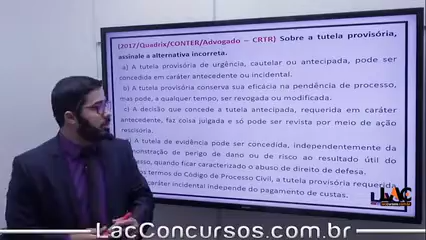 (2017/Quadrix/CONTER/Advogado – CRTR) Sobre a tutela provisória,
assinale a alternativa incorreta.
a) A tutela provisória de urgência, cautelar ou antecipada, pode ser
concedida em caráter antecedente ou incidental.
b) A tutela provisória conserva sua eficácia na pendência do processo,
mas pode, a qualquer tempo, ser revogada ou modificada.
c) A decisão que concede a tutela antecipada, requerida em caráter
antecedente, faz coisa julgada e só pode ser revista por meio de ação
rescisória.
A tutela de evidência pode ser concedida, independentemente da
monstração de perigo de dano ou de risco ao resultado útil do
esso, quando ficar caracterizado o abuso do direito de defesa.
os termos do Código de Processo Civil, a tutela provisória requerida
caráter incidental independe do pagamento de custas.
LAC
LacConcursos.com.br